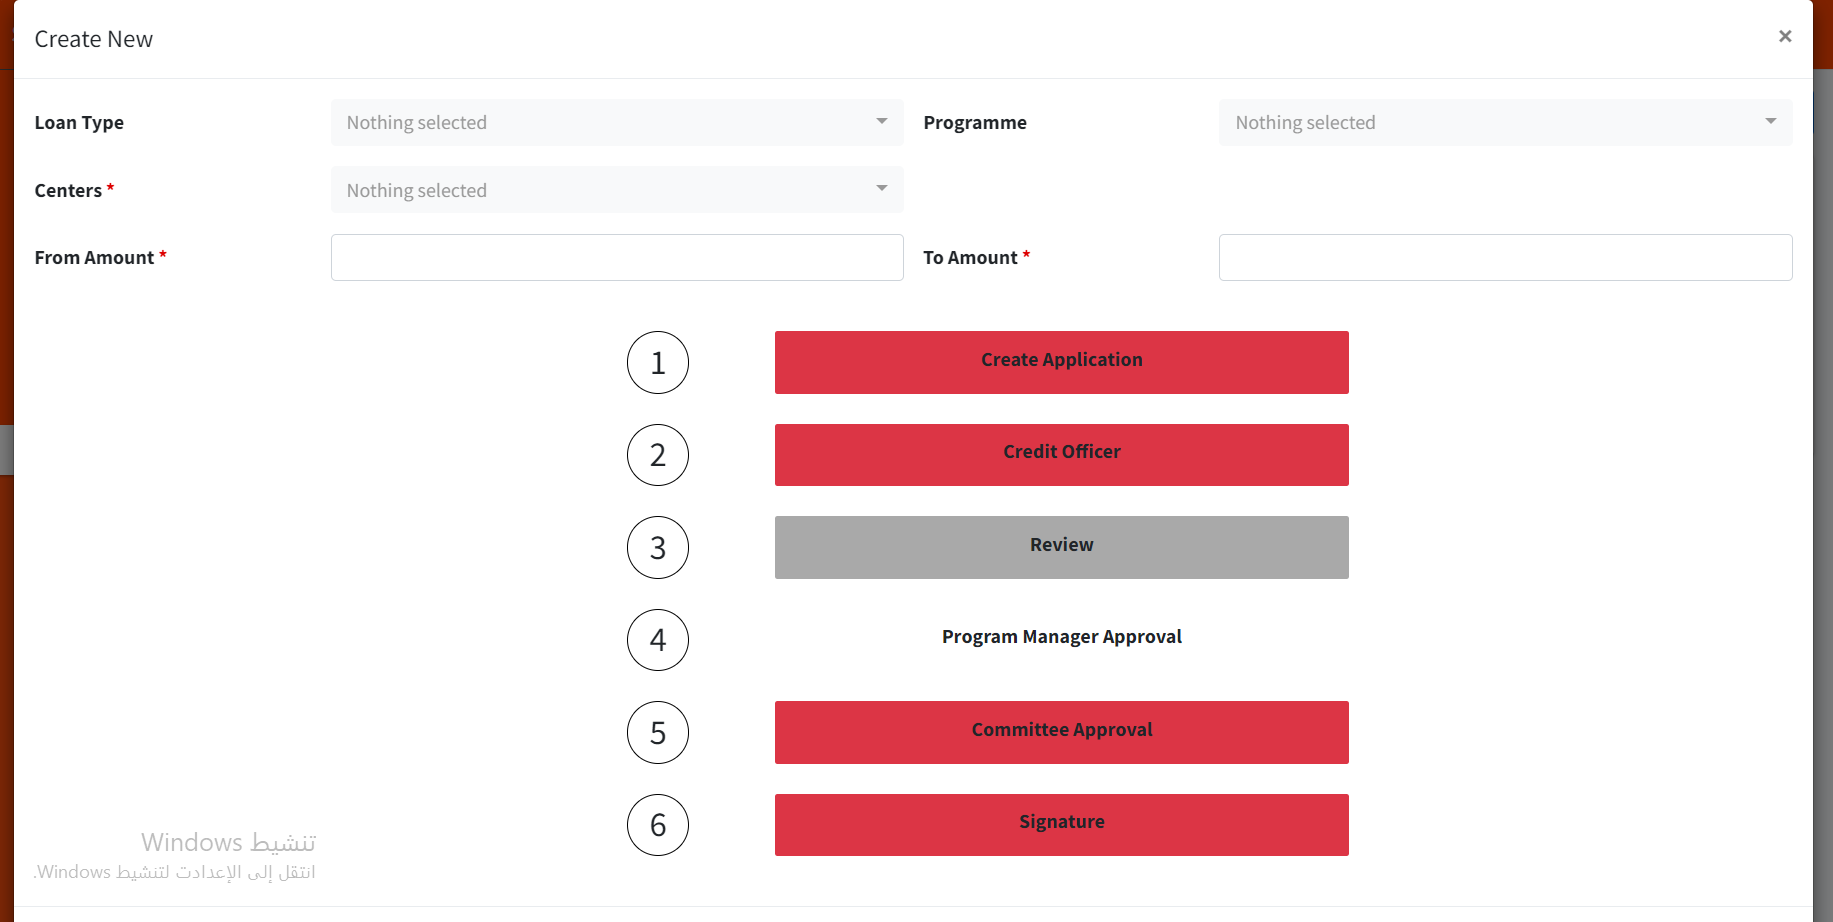 Create New
×
Loan Type
Nothing selected
Programme
Nothing selected
Centers *
Nothing selected
From Amount *
To Amount *
1
Create Application
2
Credit Officer
3
Review
4
Program Manager Approval
5
Committee Approval
6
Signature
تنشيط Windows
انتقل إلى الإعدادت لتنشيط Windows.